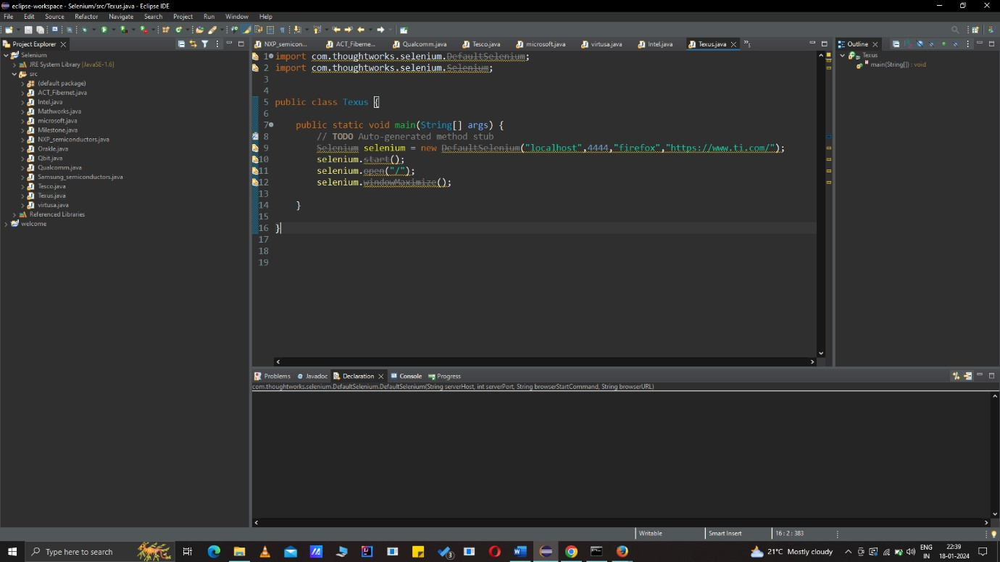 eclipse-workspace - Selenium/src/Texus.java - Eclipse IDE
File Edit Source Refactor Navigate Search Project Run Window Help
Project Explorer
Selenium
JRE System Library [JavaSE-1.6]
src
(default package)
ACT_Fibernet.java
Intel.java
Mathworks.java
microsoft.java
Milestone.java
NXP_semiconductors.java
Orakle.java
Qbit.java
Qualcomm.java
Samsung_semiconductors.java
Tesco.java
Texus.java
virtusa.java
Referenced Libraries
welcome
NXP_semicon... ACT_Fiberne... Qualcomm.java Tesco.java microsoft.java virtusa.java Intel.java Texus.java
1 import com.thoughtworks.selenium.DefaultSelenium;
2 import com.thoughtworks.selenium.Selenium;
3
4
5 public class Texus {
6
7 public static void main(String[] args) {
8 // TODO Auto-generated method stub
9 Selenium selenium = new DefaultSelenium("localhost",4444,"firefox","https://www.ti.com/");
10 selenium.start();
11 selenium.open("/");
12 selenium.windowMaximize();
13
14 }
15
16 }
17
18
19
Outline
Texus
main(String[]) : void
Problems Javadoc Declaration Console Progress
com.thoughtworks.selenium.DefaultSelenium.DefaultSelenium(String serverHost, int serverPort, String browserStartCommand, String browserURL)
Writable Smart Insert 16 : 2 : 383
Type here to search
3
21°C Mostly cloudy
ENG
IN
22:39
18-01-2024